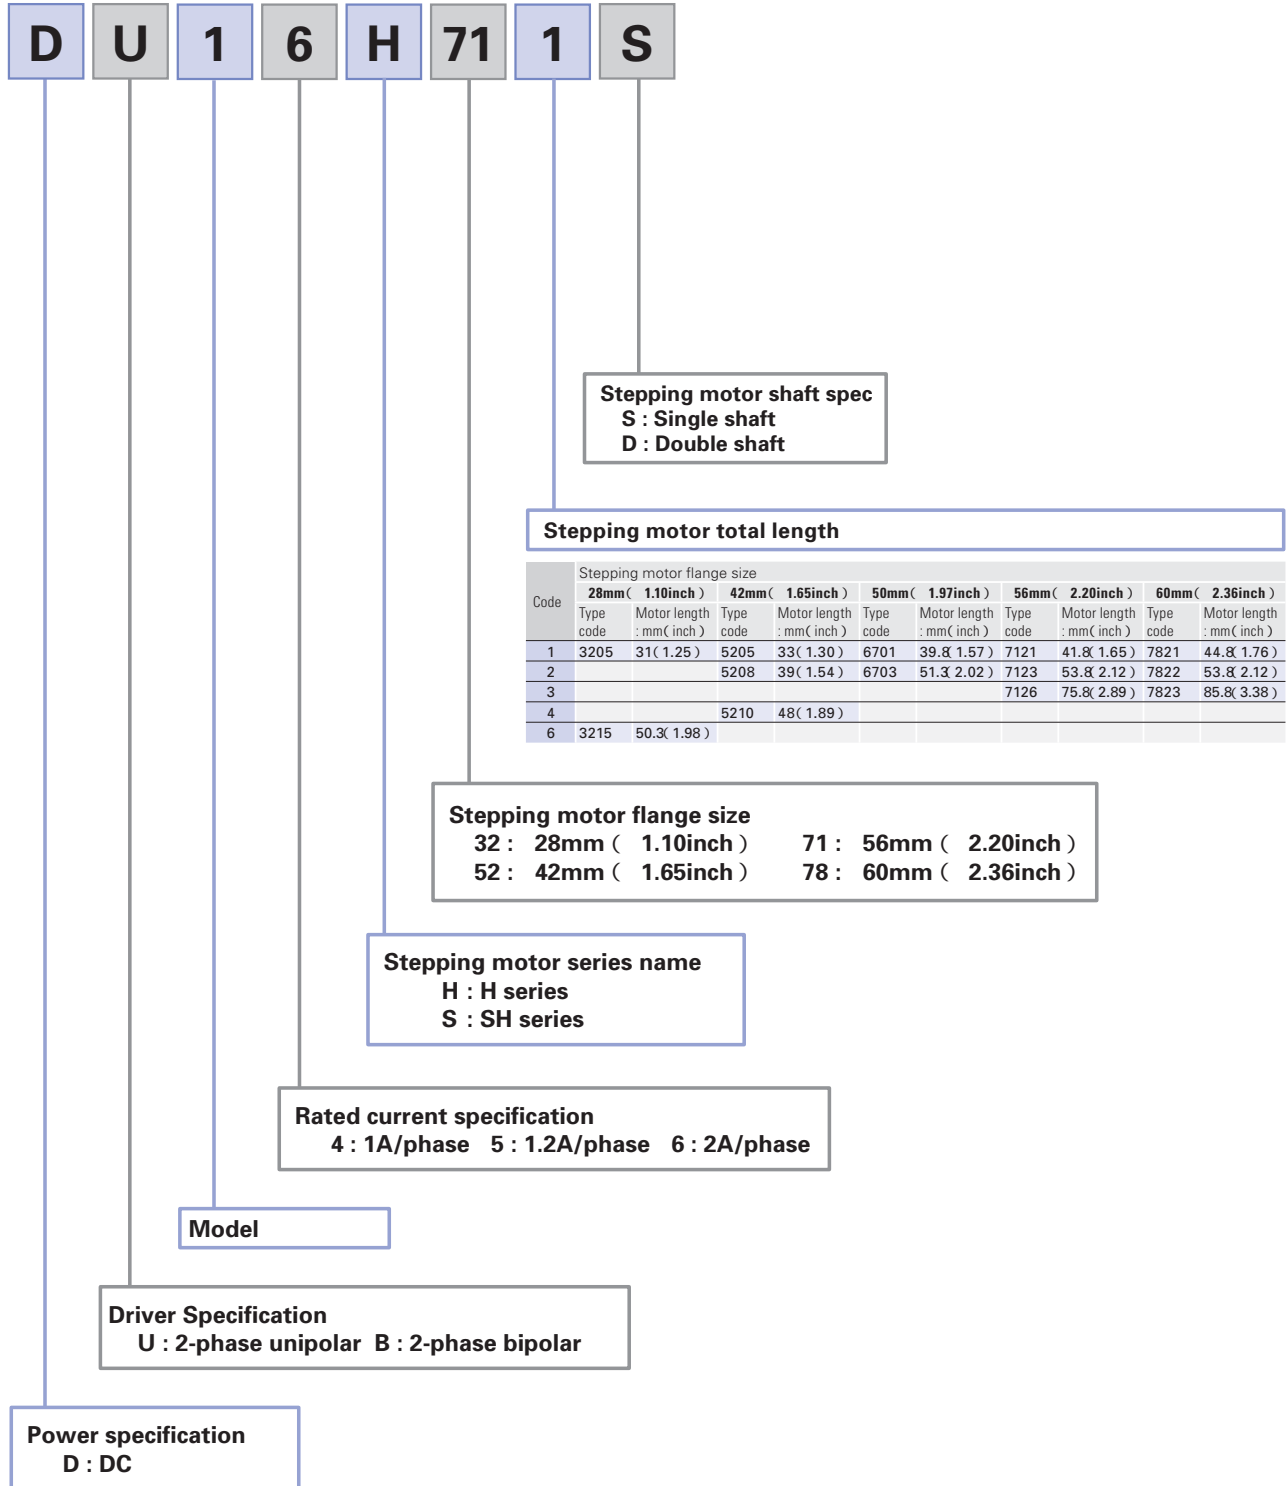 D U 1 6 H 71 1 S
Stepping motor shaft spec
S : Single shaft
D : Double shaft
Stepping motor total length
Code
Stepping motor flange size
28mm( 1.10inch ) 42mm( 1.65inch ) 50mm( 1.97inch ) 56mm( 2.20inch ) 60mm( 2.36inch )
Type Motor length Type Motor length Type Motor length Type Motor length Type Motor length
code : mm( inch ) code : mm( inch ) code : mm( inch ) code : mm( inch ) code : mm( inch )
1 3205 31( 1.25 ) 5205 33( 1.30 ) 6701 39.8( 1.57 ) 7121 41.8( 1.65 ) 7821 44.8( 1.76 )
2 5208 39( 1.54 ) 6703 51.3( 2.02 ) 7123 53.8( 2.12 ) 7822 53.8( 2.12 )
3 7126 75.8( 2.89 ) 7823 85.8( 3.38 )
4 5210 48( 1.89 )
6 3215 50.3( 1.98 )
Stepping motor flange size
32 : 28mm ( 1.10inch ) 71 : 56mm ( 2.20inch )
52 : 42mm ( 1.65inch ) 78 : 60mm ( 2.36inch )
Stepping motor series name
H : H series
S : SH series
Rated current specification
4 : 1A/phase 5 : 1.2A/phase 6 : 2A/phase
Model
Driver Specification
U : 2-phase unipolar B : 2-phase bipolar
Power specification
D : DC